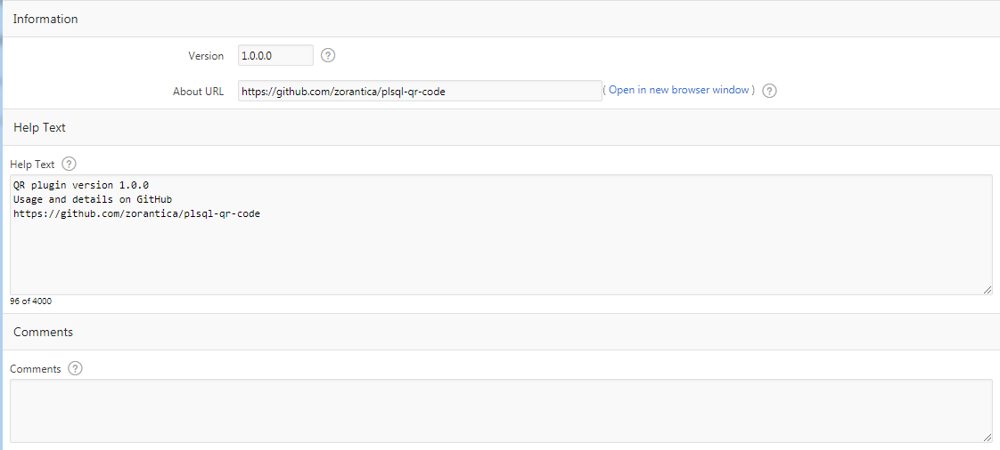 Information
Version 1.0.0.0 ?
About URL https://github.com/zorantica/plsql-qr-code ( Open in new browser window ) ?
Help Text
Help Text ?
QR plugin version 1.0.0
Usage and details on GitHub
https://github.com/zorantica/plsql-qr-code
96 of 4000
Comments
Comments ?